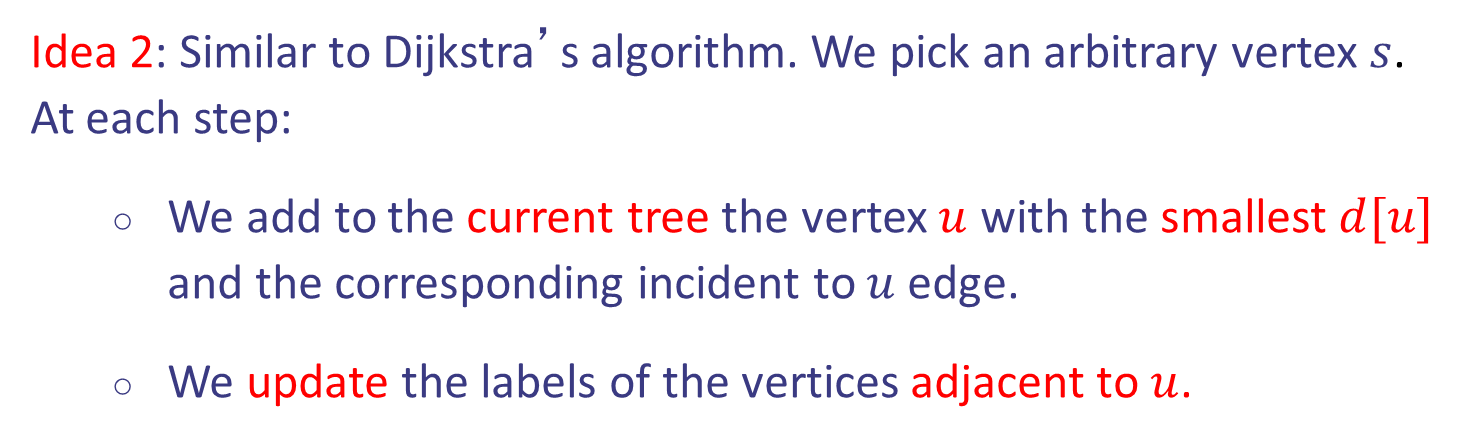 Idea 2: Similar to Dijkstra’s algorithm. We pick an arbitrary vertex s.
At each step:
○ We add to the current tree the vertex u with the smallest d[u]
and the corresponding incident to u edge.
○ We update the labels of the vertices adjacent to u.